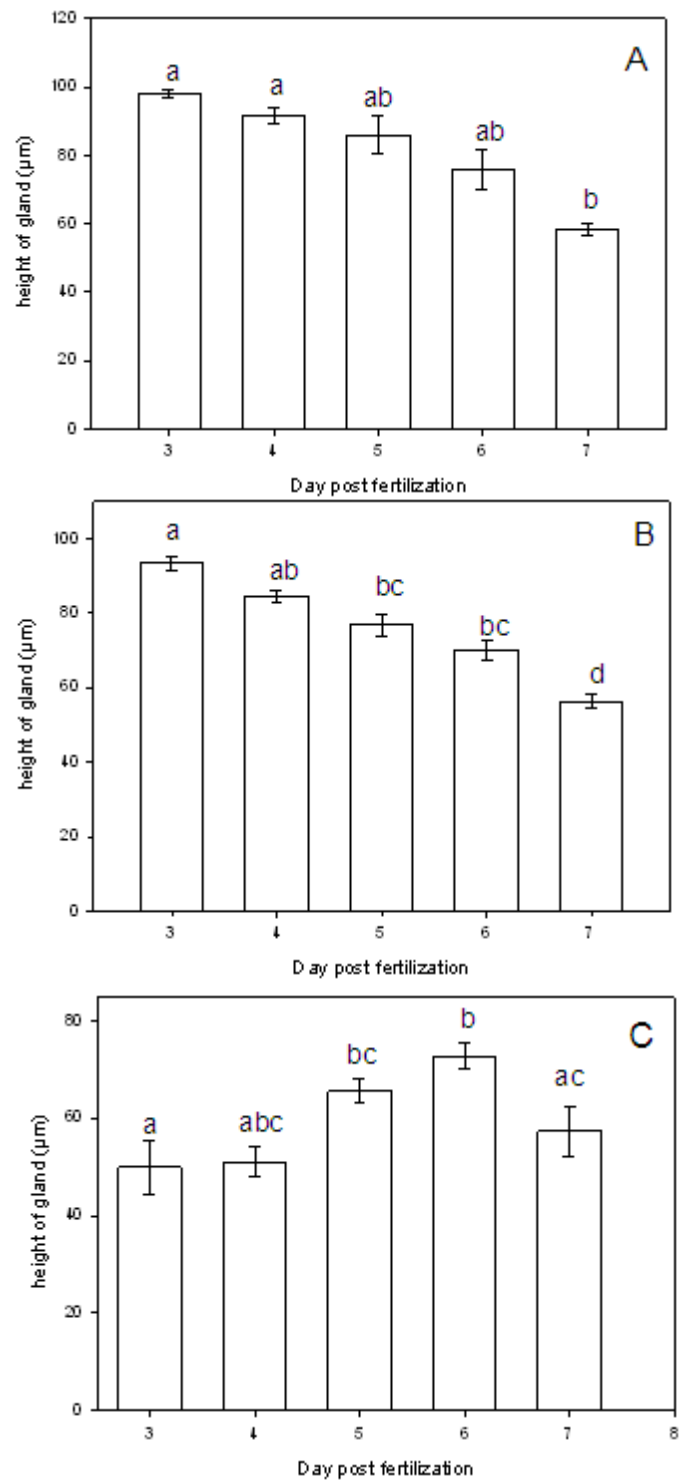 A
120
100
80
60
40
20
0
height of gland (µm)
a
a
ab
ab
b
3 4 5 6 7
Day post fertilization
B
100
80
60
40
20
0
height of gland (µm)
a
ab
bc
bc
d
3 4 5 6 7
Day post fertilization
C
80
60
40
20
0
height of gland (µm)
a
abc
bc
b
ac
3 4 5 6 7 8
Day post fertilization